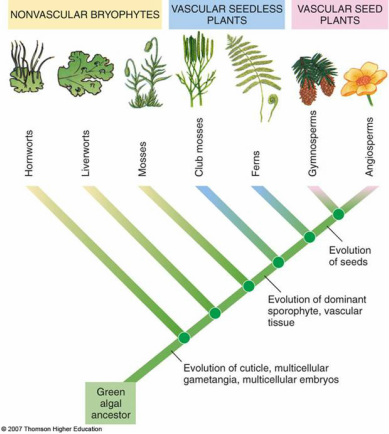 NONVASCULAR BRYOPHYTES
VASCULAR SEEDLESS
PLANTS
VASCULAR SEED
PLANTS
Hornworts
Liverworts
Mosses
Club mosses
Ferns
Gymnosperms
Angiosperms
Evolution
of seeds
Evolution of dominant
sporophyte, vascular
tissue
Evolution of cuticle, multicellular
gametangia, multicellular embryos
Green
algal
ancestor
© 2007 Thomson Higher Education